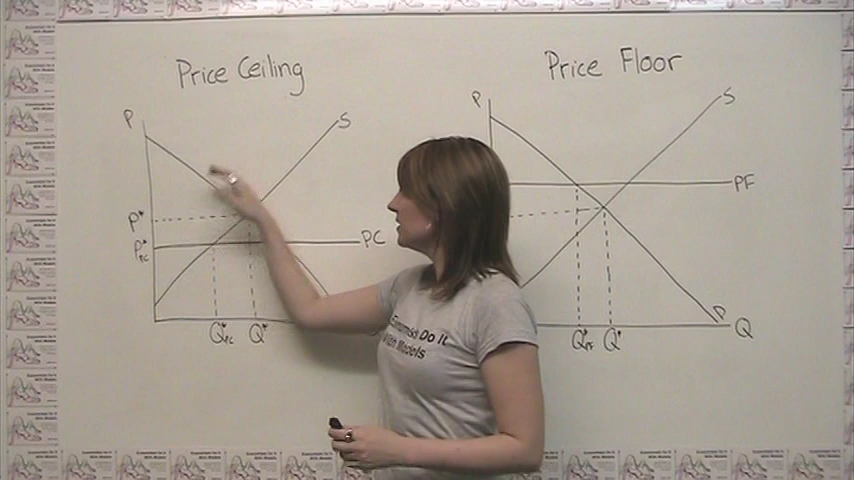 Price Ceiling
Price Floor
P
S
P*
P*PC
PC
Q*PC
Q*
P
S
PF
D
Q*PF
Q*
Q
Economists Do It
With Models